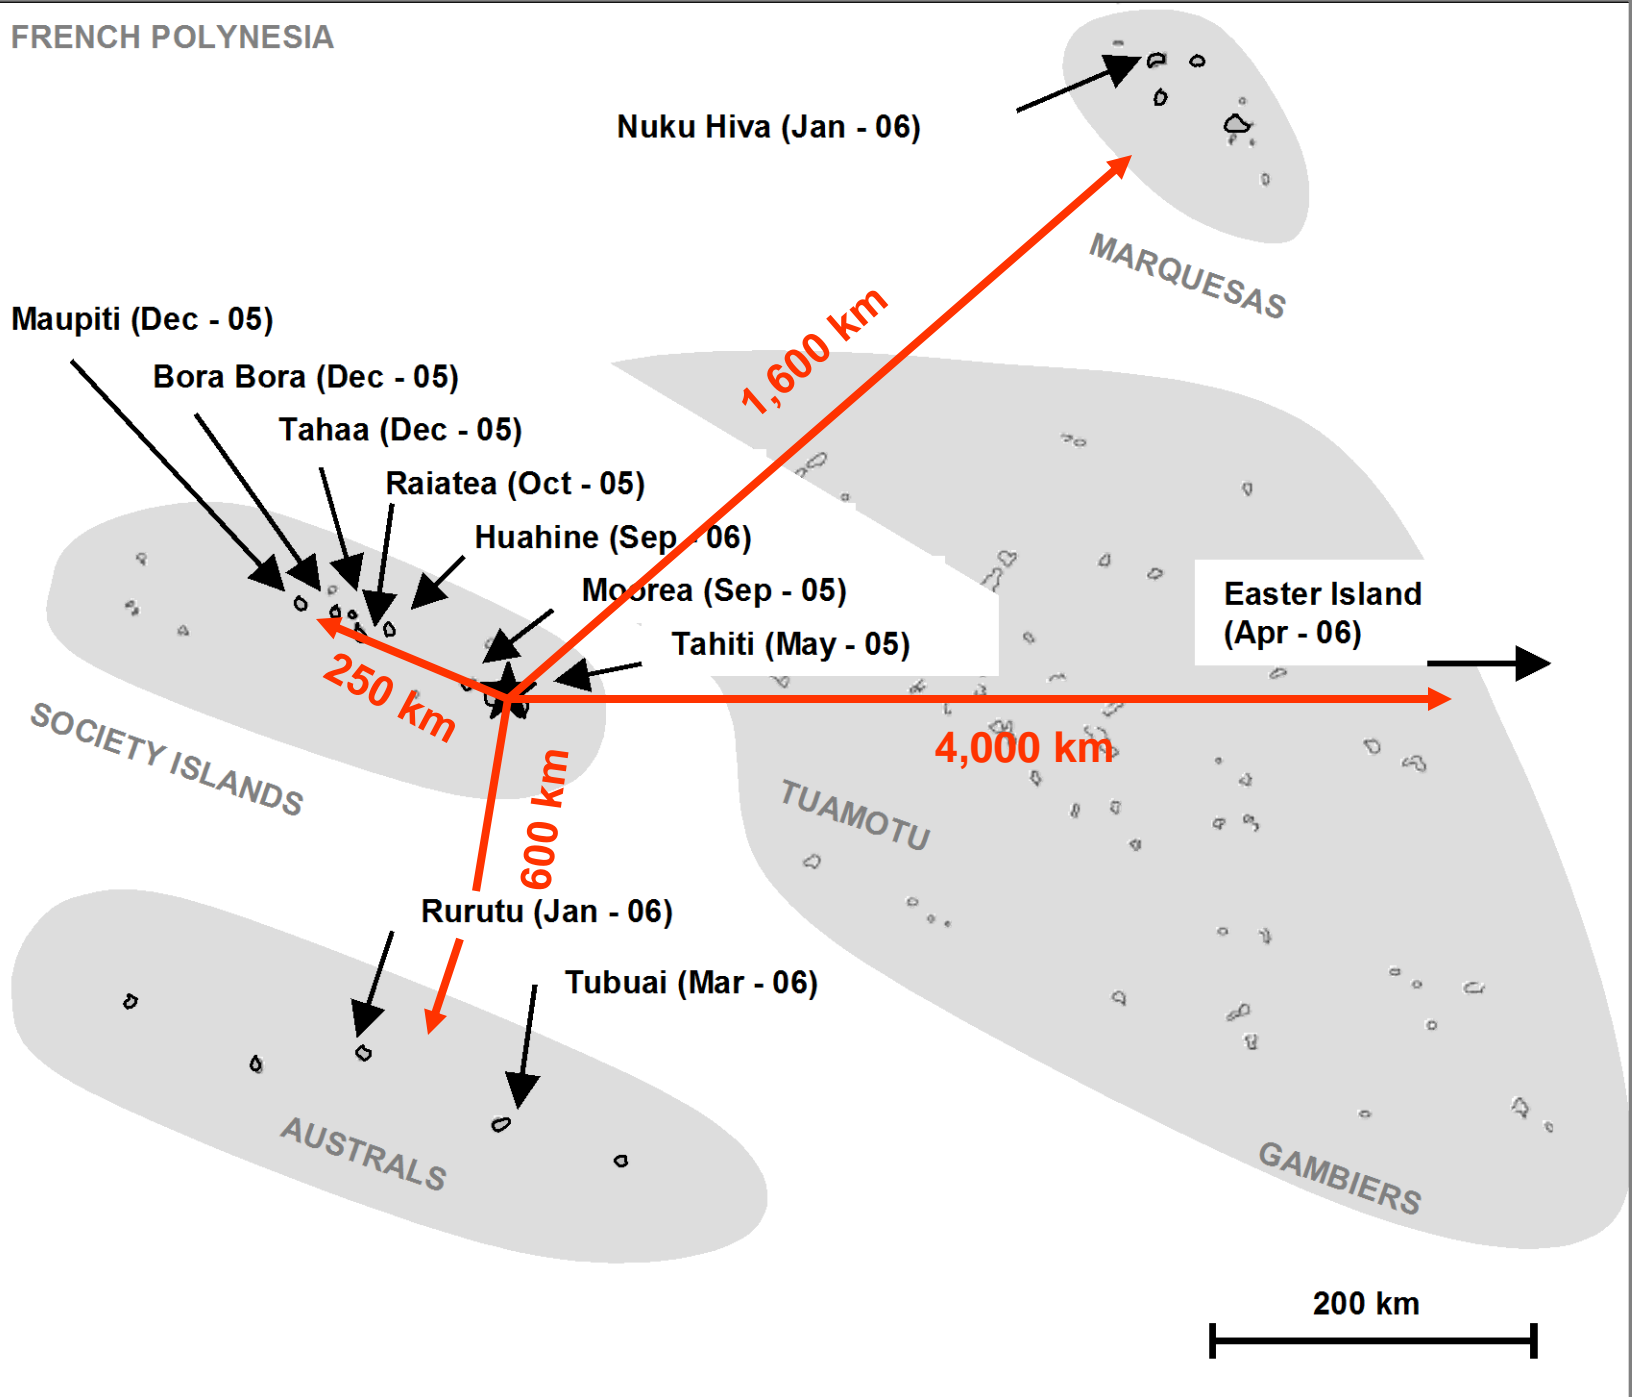 FRENCH POLYNESIA
Nuku Hiva (Jan - 06)
MARQUESAS
1,600 km
Maupiti (Dec - 05)
Bora Bora (Dec - 05)
Tahaa (Dec - 05)
Raiatea (Oct - 05)
Huahine (Sep - 06)
Moorea (Sep - 05)
Tahiti (May - 05)
Easter Island
(Apr - 06)
250 km
SOCIETY ISLANDS
4,000 km
600 km
TUAMOTU
Rurutu (Jan - 06)
Tubuai (Mar - 06)
AUSTRALS
GAMBIERS
200 km